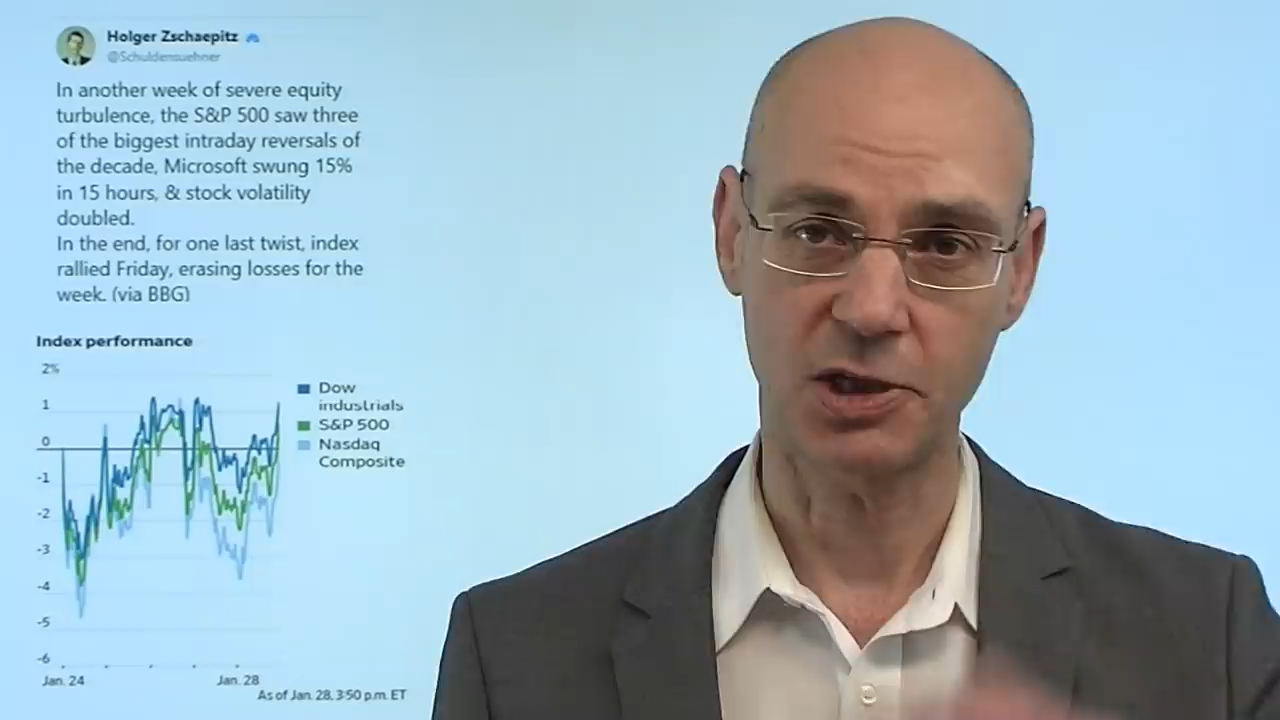 Holger Zschaepitz
@Schuldensuehner
In another week of severe equity
turbulence, the S&P 500 saw three
of the biggest intraday reversals of
the decade, Microsoft swung 15%
in 15 hours, & stock volatility
doubled.
In the end, for one last twist, index
rallied Friday, erasing losses for the
week. (via BBG)
Index performance
2%
1
0
-1
-2
-3
-4
-5
-6
Dow
industrials
S&P 500
Nasdaq
Composite
Jan. 24
Jan. 28
As of Jan. 28, 3:50 p.m. ET